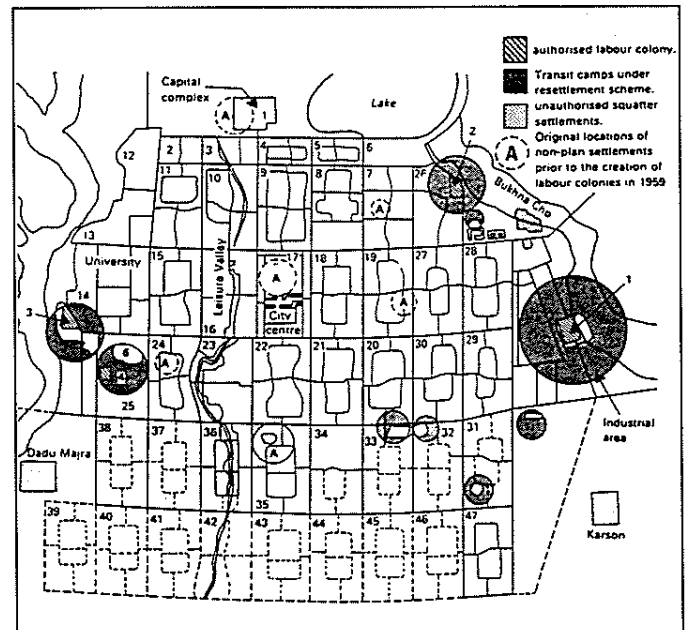 authorised labour colony.
Transit camps under
resettlement scheme.
unauthorised squatter
settlements.
A
Original locations of
non-plan settlements
prior to the creation of
labour colonies in 1959
Capital
complex
A
1
Lake
2
12
2
3
4
5
6
11
10
9
8
7
A
Bukhna Cho
13
University
15
Leisure Valley
17
A
City
centre
18
19
A
27
28
1
14
3
16
6
24
A
23
22
21
20
30
29
25
Industrial
area
38
37
36
A
34
33
32
31
Dadu Majra
35
39
40
41
42
43
44
45
46
47
Karson